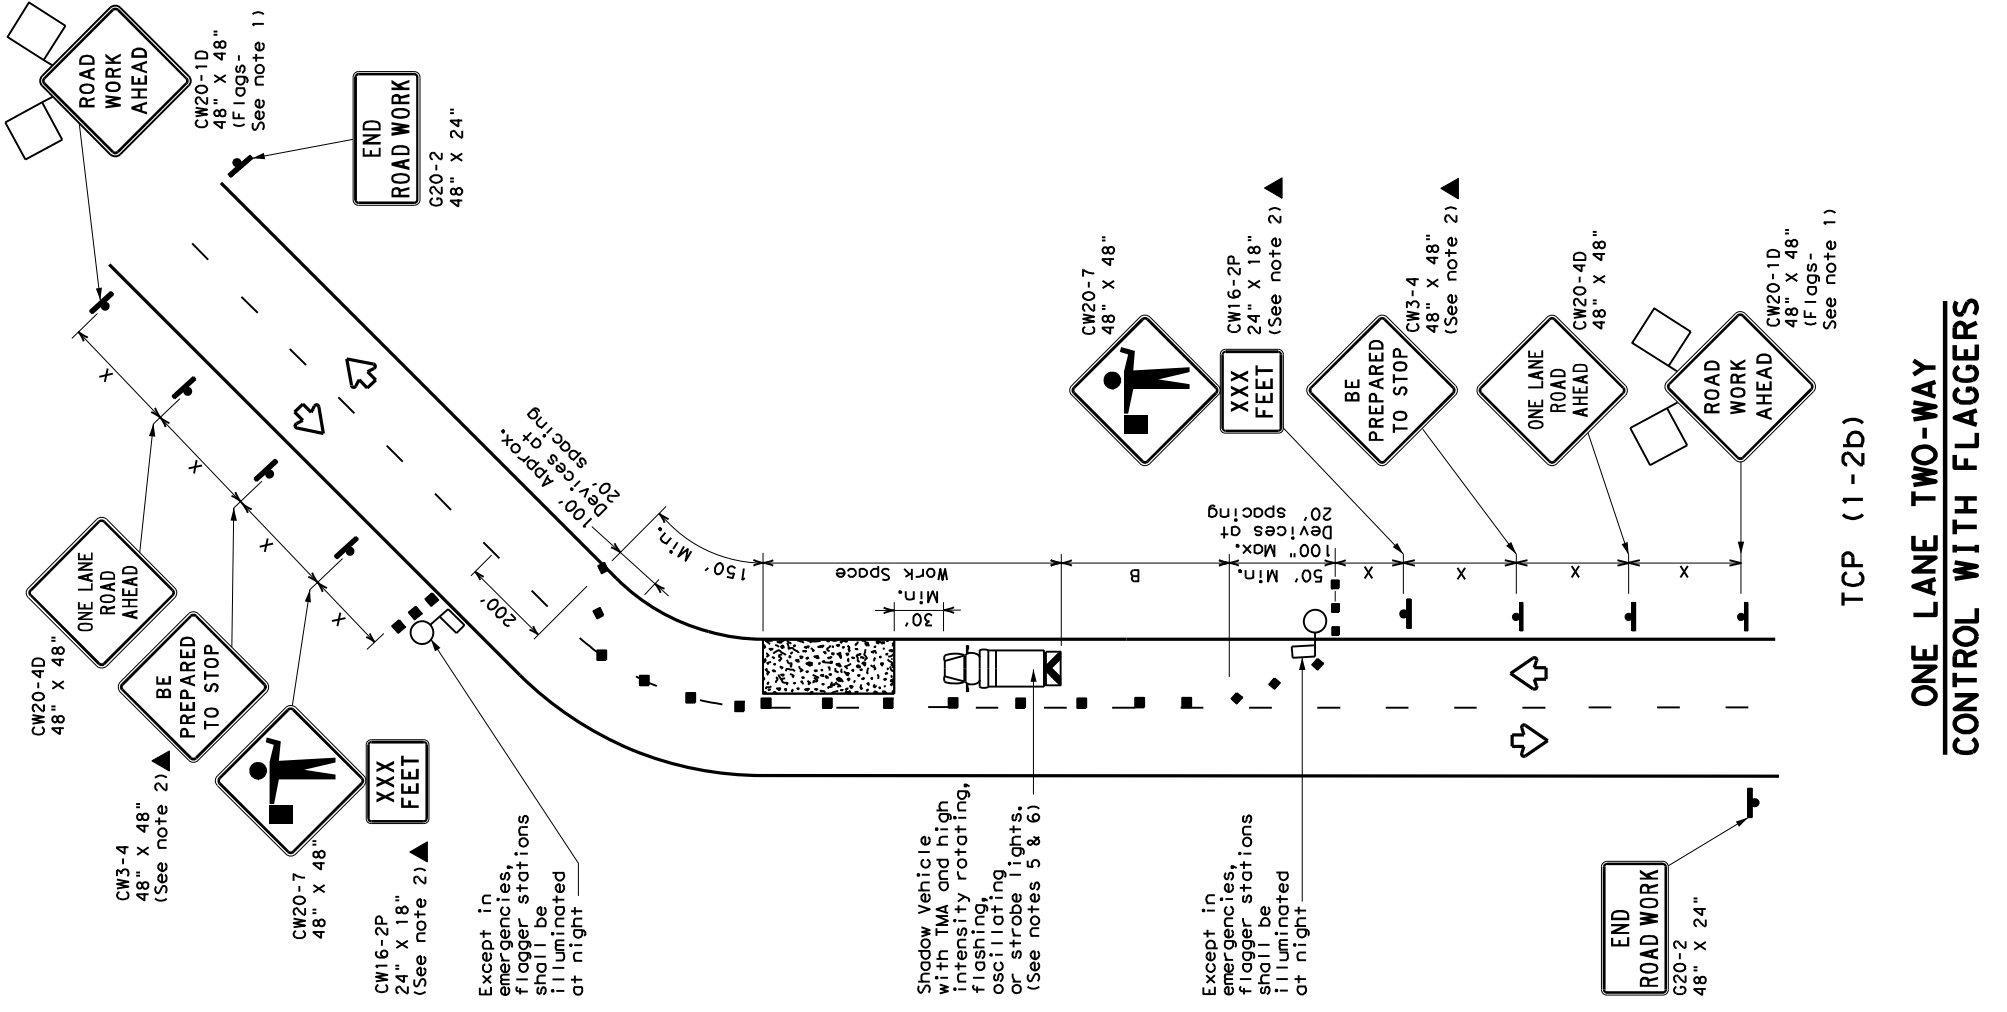 ROAD
WORK
AHEAD
CW20-1D
48" X 48"
(Flags-
See note 1)
END
ROAD WORK
G20-2
48" X 24"
X
X
X
X
ONE LANE
ROAD
AHEAD
CW20-4D
48" X 48"
BE
PREPARED
TO STOP
CW3-4
48" X 48"
(See note 2)
CW20-7
48" X 48"
XXX
FEET
CW16-2P
24" X 18"
(See note 2)
Except in
emergencies,
flagger stations
shall be
illuminated
at night
200'
100' Approx.
Devices at
20'
spacing
150' Min.
Work Space
30'
Min.
B
Shadow Vehicle
with TMA and high
intensity rotating,
flashing,
oscillating
or strobe lights.
(See notes 5 & 6)
50' Min.
100" Max.
Devices at
20' spacing
X
X
X
X
Except in
emergencies,
flagger stations
shall be
illuminated
at night
CW20-7
48" X 48"
XXX
FEET
CW16-2P
24" X 18"
(See note 2)
BE
PREPARED
TO STOP
CW3-4
48" X 48"
(See note 2)
ONE LANE
ROAD
AHEAD
CW20-4D
48" X 48"
ROAD
WORK
AHEAD
CW20-1D
48" X 48"
(Flags-
See note 1)
END
ROAD WORK
G20-2
48" X 24"
TCP (1-2b)
ONE LANE TWO-WAY
CONTROL WITH FLAGGERS